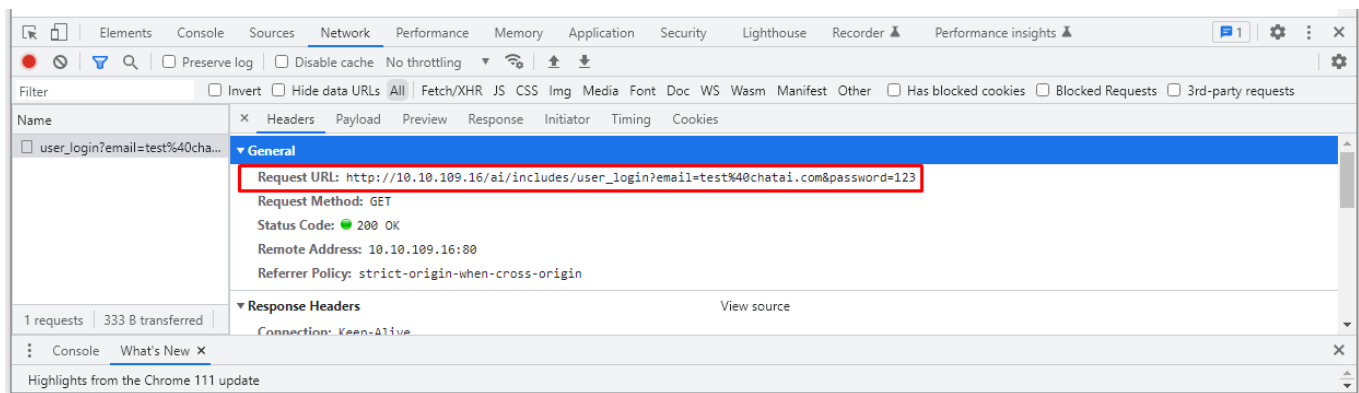 Elements Console Sources Network Performance Memory Application Security Lighthouse Recorder Performance insights 1
Preserve log Disable cache No throttling
Filter Invert Hide data URLs All Fetch/XHR JS CSS Img Media Font Doc WS Wasm Manifest Other Has blocked cookies Blocked Requests 3rd-party requests
Name × Headers Payload Preview Response Initiator Timing Cookies
user_login?email=test%40cha... General
Request URL: http://10.10.109.16/ai/includes/user_login?email=test%40chatai.com&password=123
Request Method: GET
Status Code: 200 OK
Remote Address: 10.10.109.16:80
Referrer Policy: strict-origin-when-cross-origin
Response Headers View source
1 requests 333 B transferred
Connection: Keep-Alive
Console What's New ×
Highlights from the Chrome 111 update